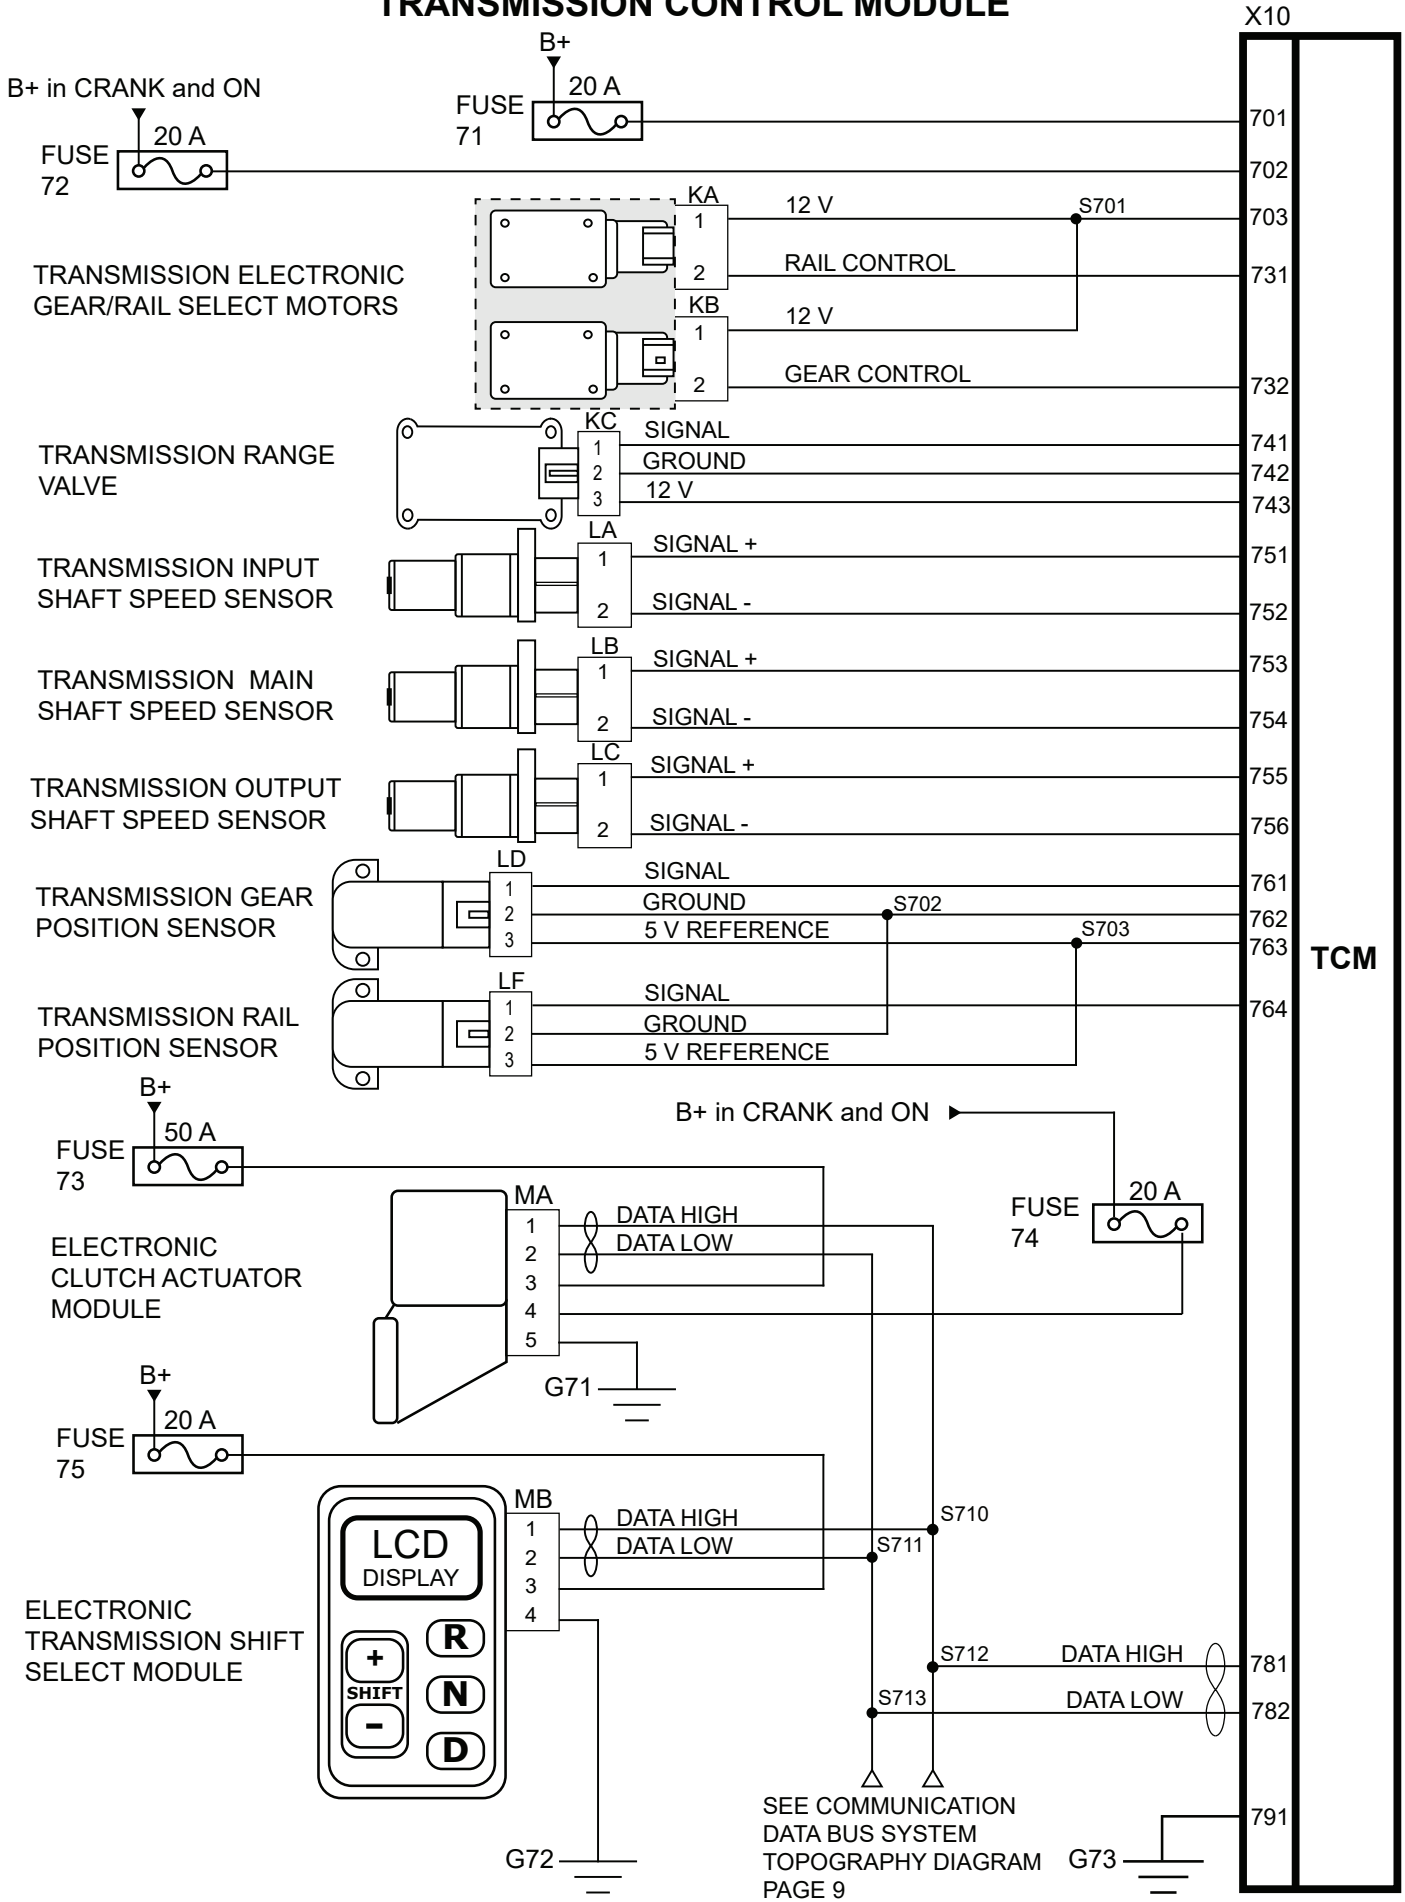 TRANSMISSION CONTROL MODULE
X10
B+
B+ in CRANK and ON
20 A
FUSE
71
701
20 A
FUSE
72
702
KA
1
12 V
S701
703
TRANSMISSION ELECTRONIC
GEAR/RAIL SELECT MOTORS
2
RAIL CONTROL
731
KB
1
12 V
2
GEAR CONTROL
732
KC
TRANSMISSION RANGE
VALVE
1
SIGNAL
741
2
GROUND
742
3
12 V
743
LA
TRANSMISSION INPUT
SHAFT SPEED SENSOR
1
SIGNAL +
751
2
SIGNAL -
752
LB
TRANSMISSION MAIN
SHAFT SPEED SENSOR
1
SIGNAL +
753
2
SIGNAL -
754
LC
TRANSMISSION OUTPUT
SHAFT SPEED SENSOR
1
SIGNAL +
755
2
SIGNAL -
756
LD
TRANSMISSION GEAR
POSITION SENSOR
1
SIGNAL
761
2
GROUND
S702
762
3
5 V REFERENCE
S703
763
TCM
LF
TRANSMISSION RAIL
POSITION SENSOR
1
SIGNAL
764
2
GROUND
3
5 V REFERENCE
B+
50 A
FUSE
73
B+ in CRANK and ON
20 A
FUSE
74
ELECTRONIC
CLUTCH ACTUATOR
MODULE
MA
1
DATA HIGH
2
DATA LOW
3
4
5
G71
B+
20 A
FUSE
75
ELECTRONIC
TRANSMISSION SHIFT
SELECT MODULE
LCD
DISPLAY
+
SHIFT
-
R
N
D
MB
1
DATA HIGH
S710
2
DATA LOW
S711
3
4
S712
DATA HIGH
781
S713
DATA LOW
782
SEE COMMUNICATION
DATA BUS SYSTEM
TOPOGRAPHY DIAGRAM
PAGE 9
G72
G73
791